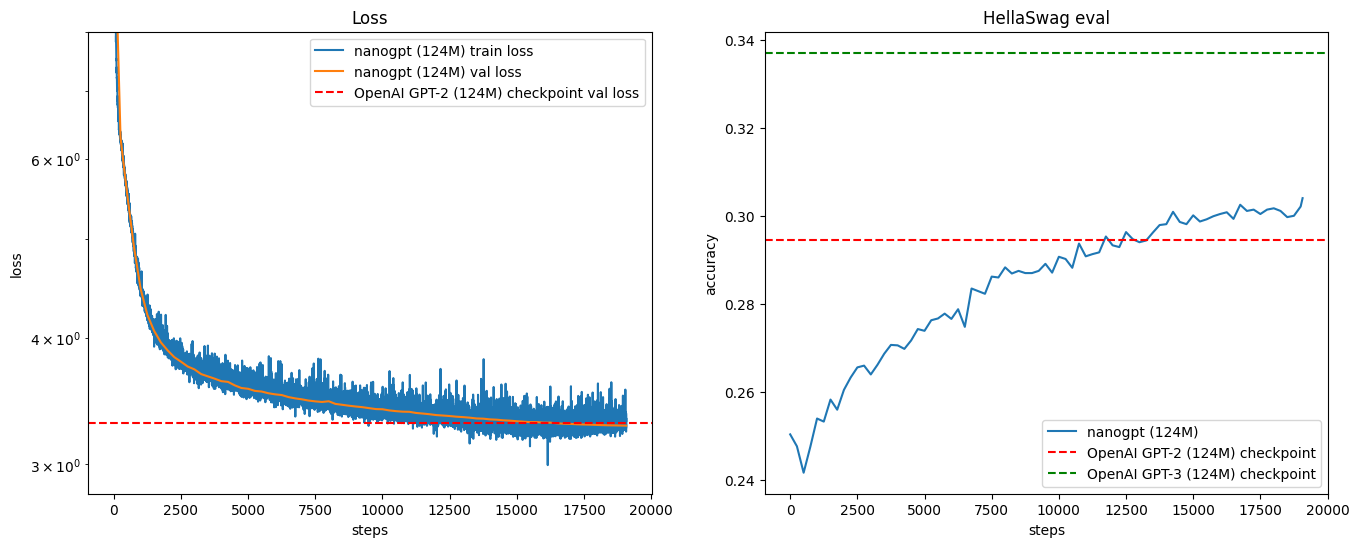 Loss
nanogpt (124M) train loss
nanogpt (124M) val loss
OpenAI GPT-2 (124M) checkpoint val loss
6 × 10⁰
4 × 10⁰
3 × 10⁰
loss
0 2500 5000 7500 10000 12500 15000 17500 20000
steps
HellaSwag eval
0.34
0.32
0.30
0.28
0.26
0.24
accuracy
nanogpt (124M)
OpenAI GPT-2 (124M) checkpoint
OpenAI GPT-3 (124M) checkpoint
0 2500 5000 7500 10000 12500 15000 17500 20000
steps